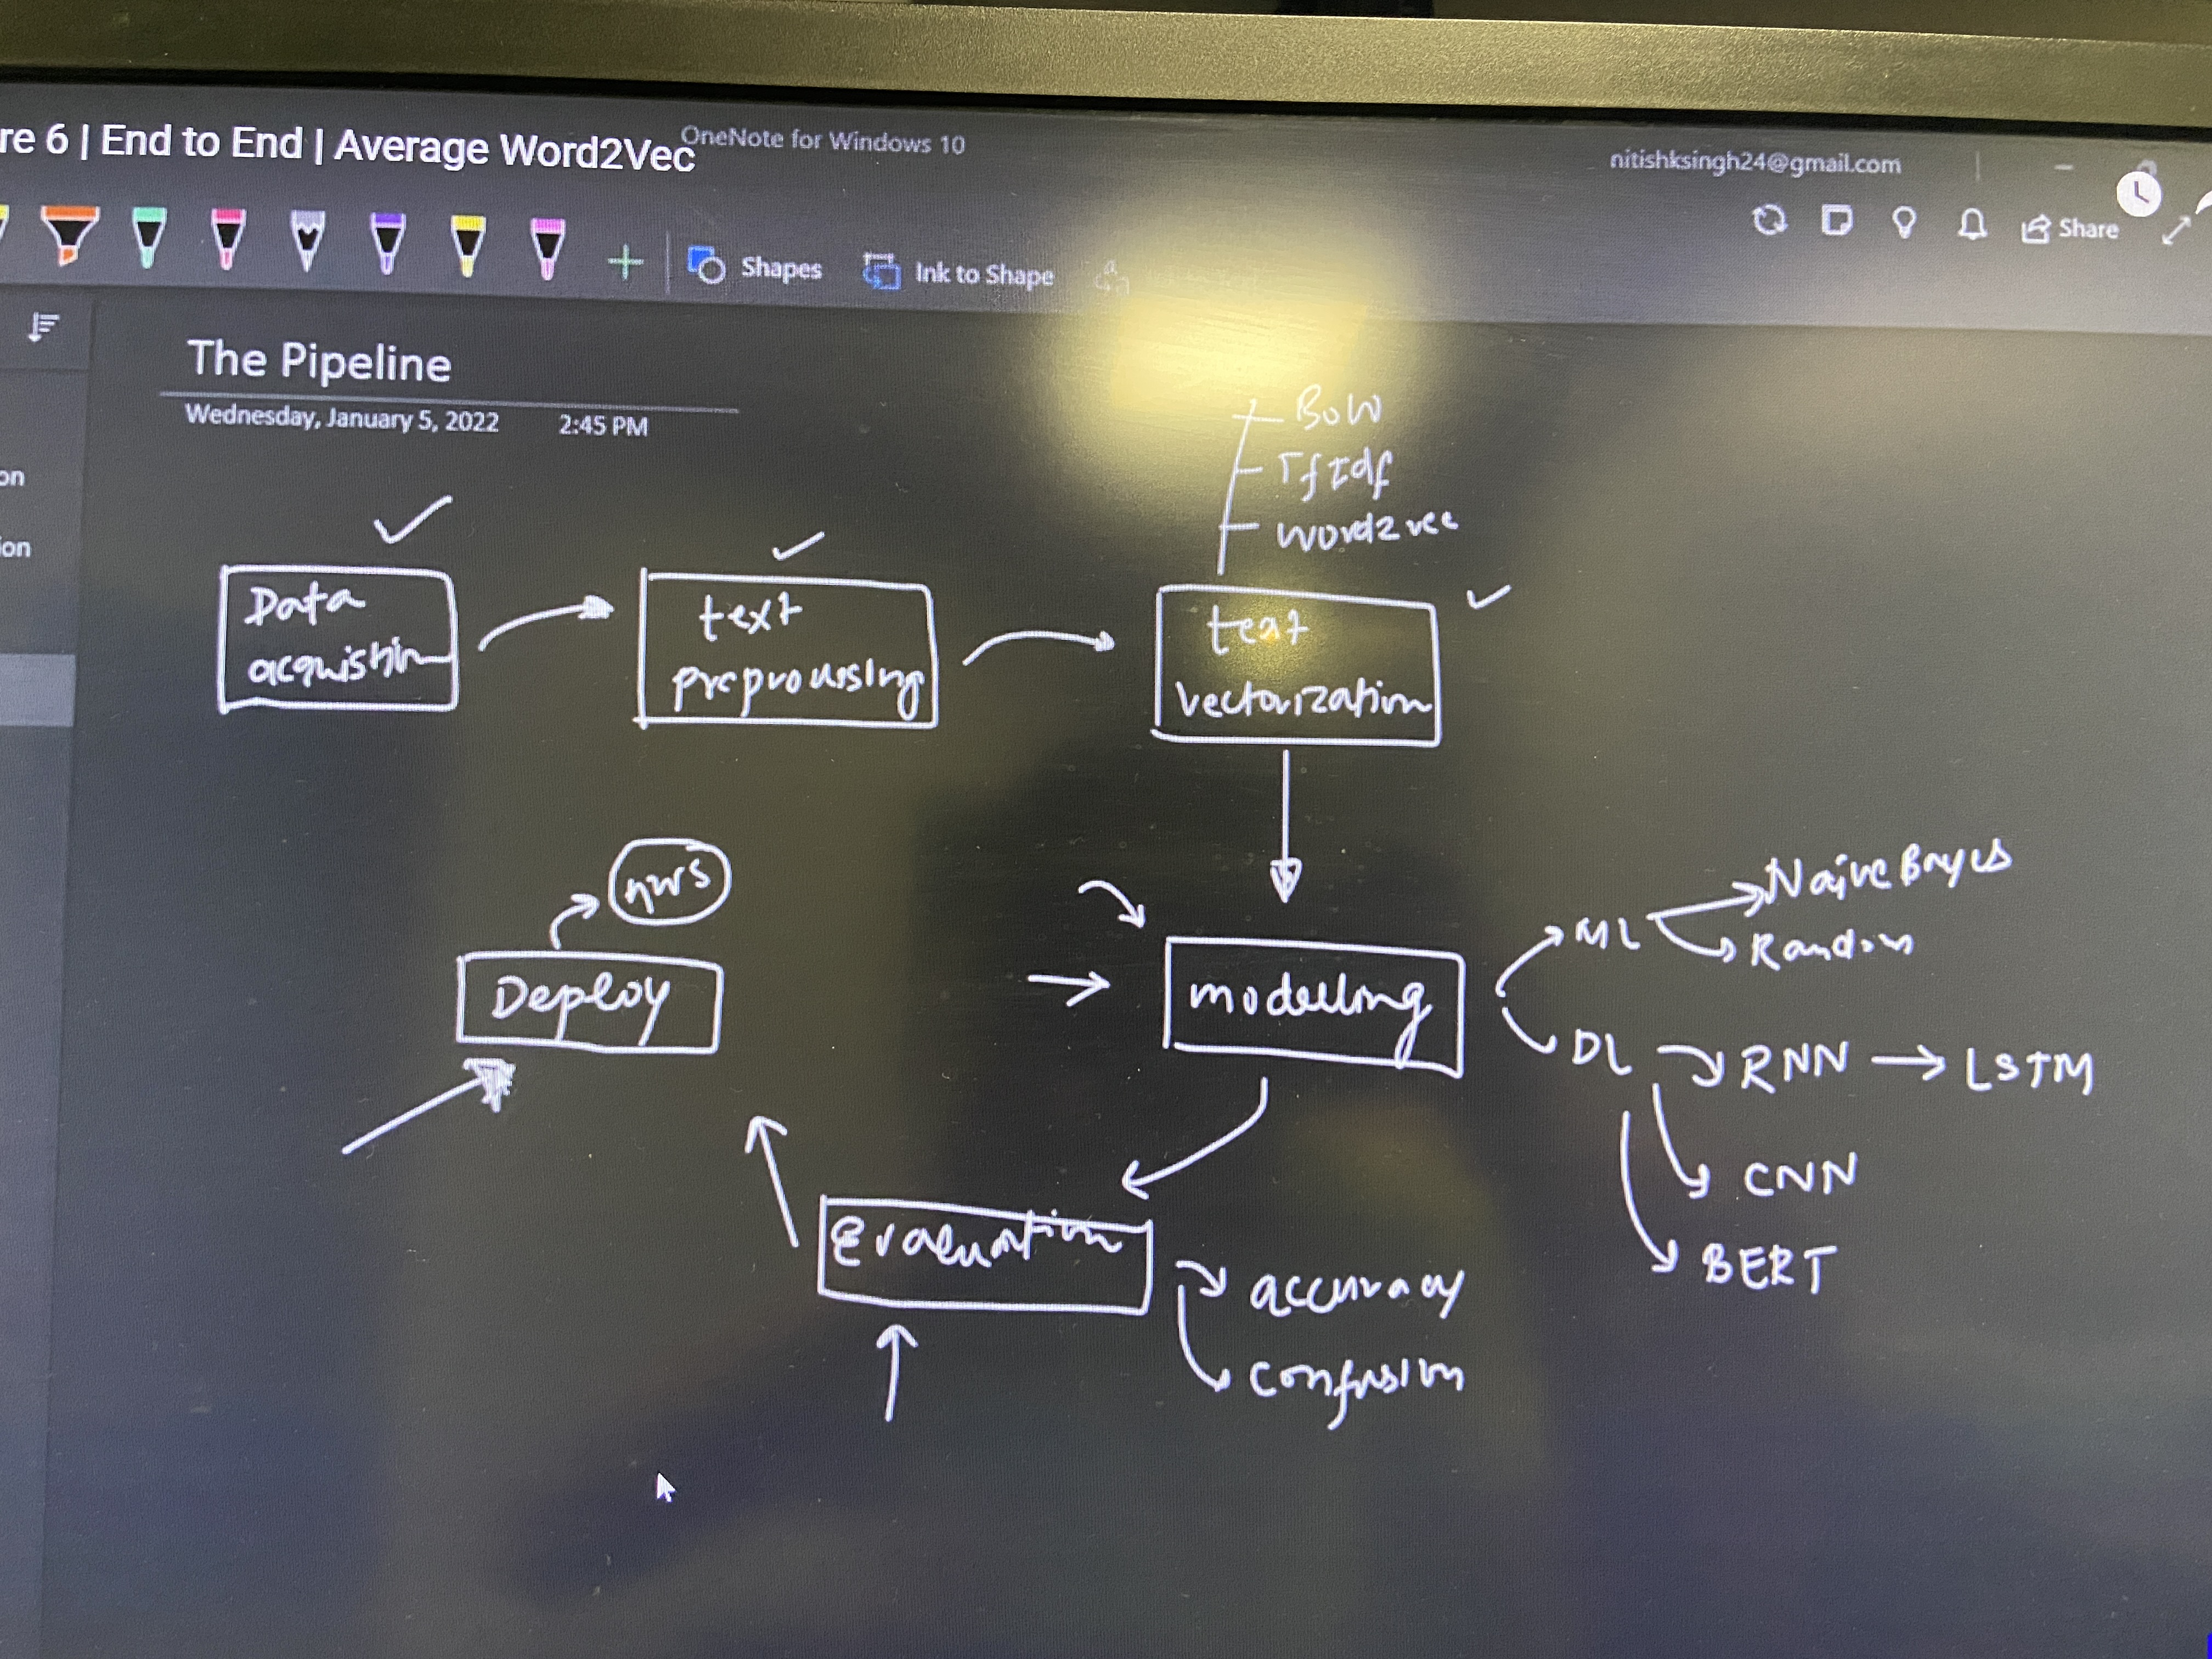 re 6 | End to End | Average Word2Vec
OneNote for Windows 10
nitishksingh24@gmail.com
Shapes
Ink to Shape
Share
The Pipeline
Wednesday, January 5, 2022 2:45 PM
on
ion
BOW
TfIdf
Word2vec
Data
acquisition
text
preprocessing
text
vectorization
Deploy
modelling
ML
Naive Bayes
Random
DL
RNN
LSTM
CNN
BERT
Evaluation
accuracy
confusion